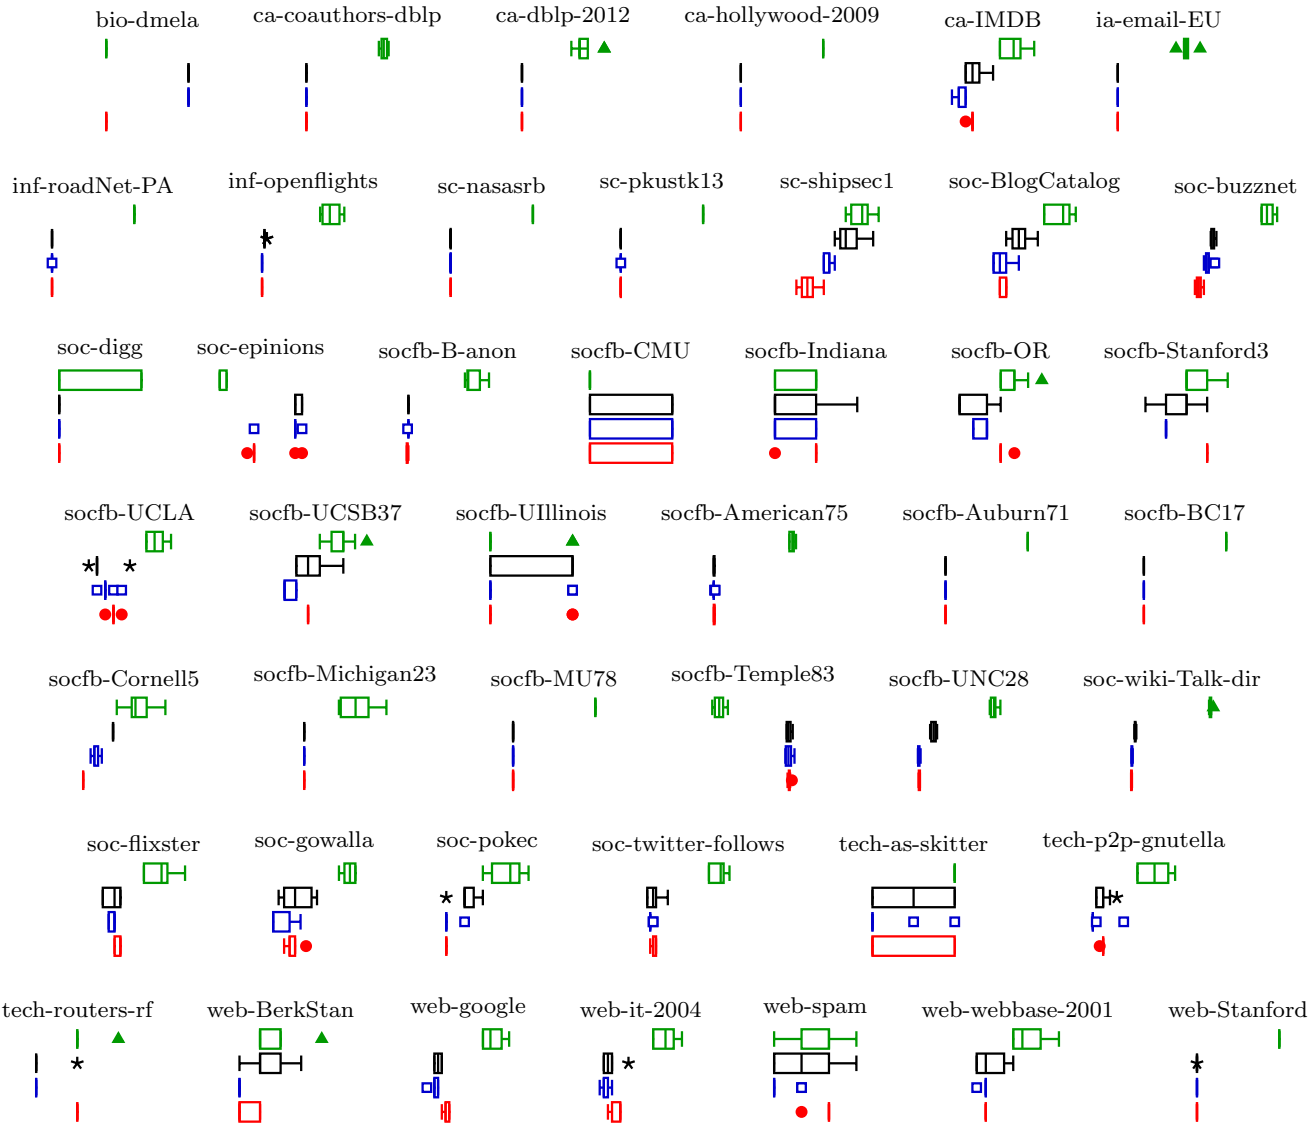 bio-dmela ca-coauthors-dblp ca-dblp-2012 ca-hollywood-2009 ca-IMDB ia-email-EU
inf-roadNet-PA inf-openflights sc-nasasrb sc-pkustk13 sc-shipsec1 soc-BlogCatalog soc-buzznet
soc-digg soc-epinions socfb-B-anon socfb-CMU socfb-Indiana socfb-OR socfb-Stanford3
socfb-UCLA socfb-UCSB37 socfb-UIllinois socfb-American75 socfb-Auburn71 socfb-BC17
socfb-Cornell5 socfb-Michigan23 socfb-MU78 socfb-Temple83 socfb-UNC28 soc-wiki-Talk-dir
soc-flixster soc-gowalla soc-pokec soc-twitter-follows tech-as-skitter tech-p2p-gnutella
tech-routers-rf web-BerkStan web-google web-it-2004 web-spam web-webbase-2001 web-Stanford